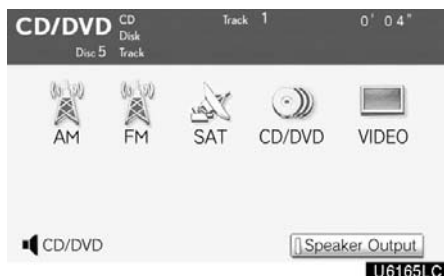 CD/DVD CD Track 1 0' 04"
Disk
Disc 5 Track
AM FM SAT CD/DVD VIDEO
CD/DVD Speaker Output
U6165LC